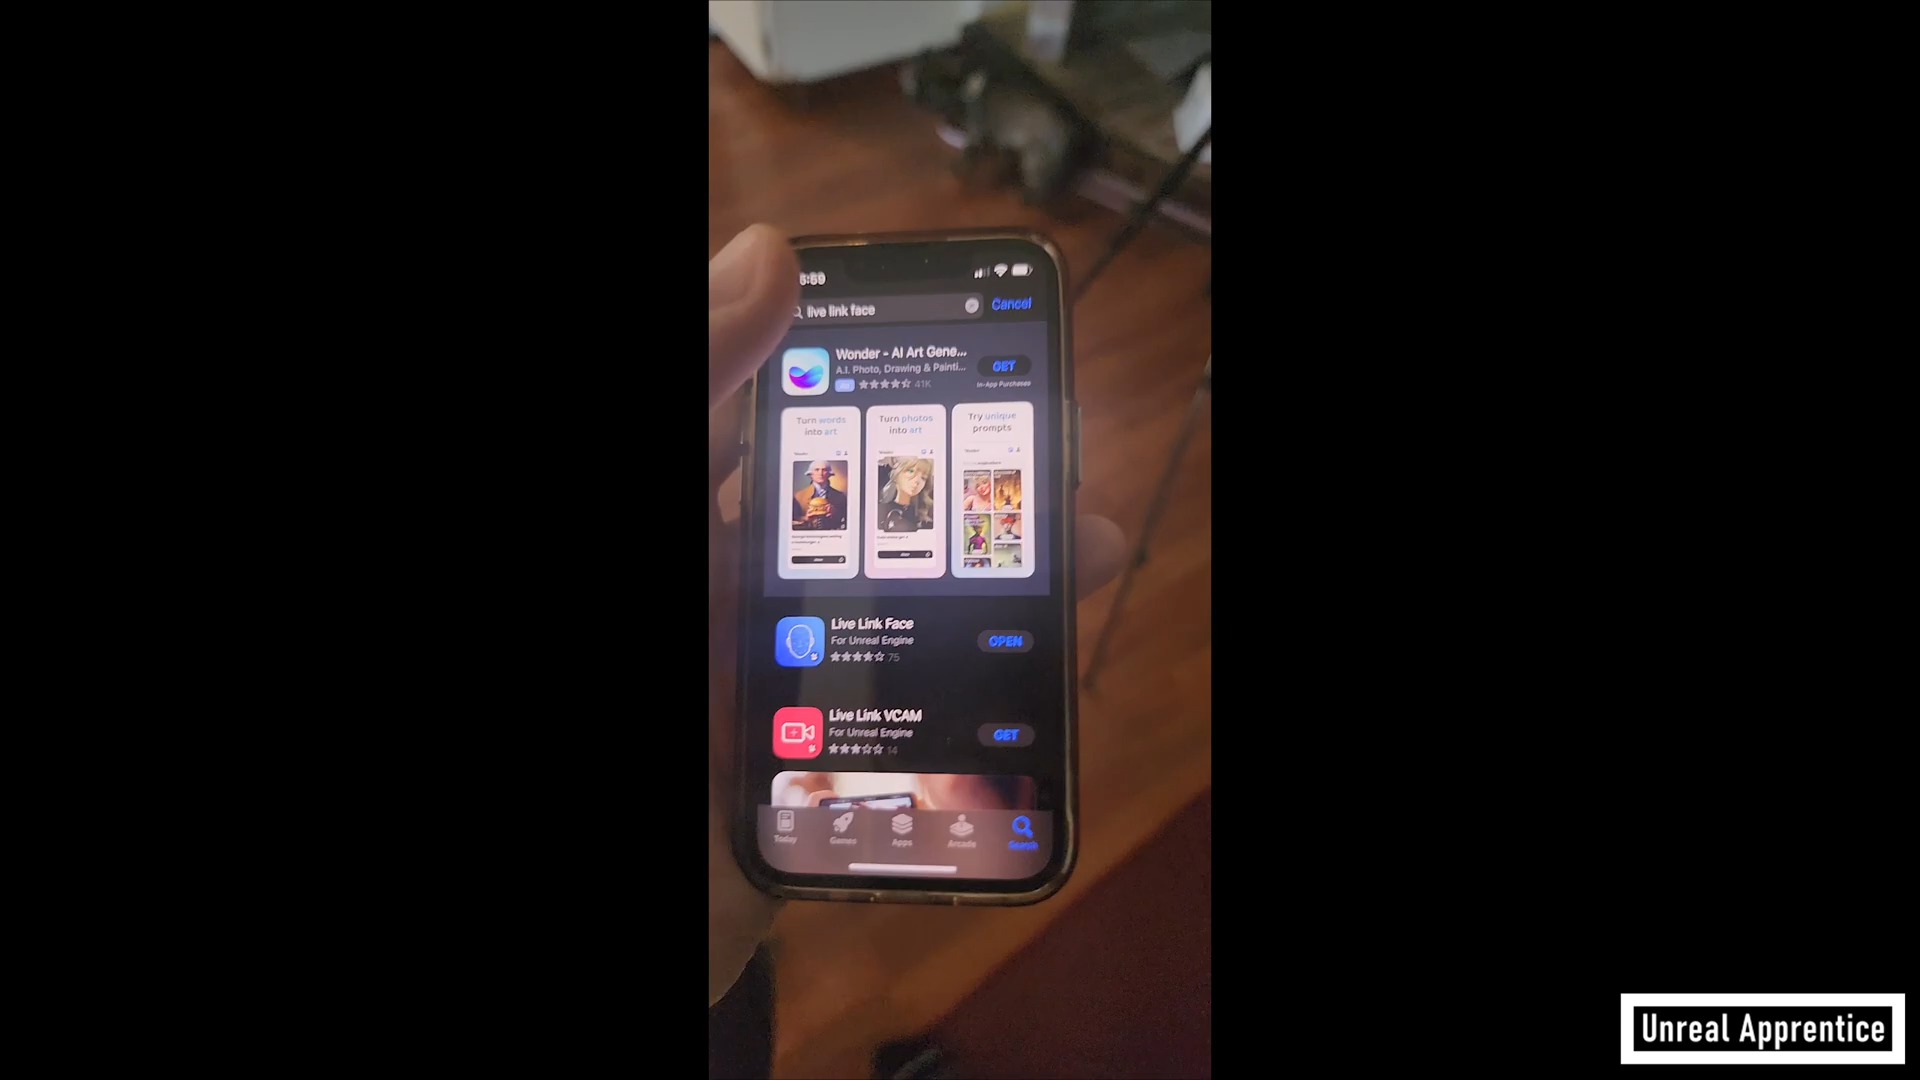 5:59
live link face
Cancel
Wonder - AI Art Gene...
A.I. Photo, Drawing & Painti...
GET
41K
In-App Purchases
Turn words
into art
Turn photos
into art
Try unique
prompts
Live Link Face
For Unreal Engine
75
OPEN
Live Link VCAM
For Unreal Engine
14
GET
Today
Games
Apps
Arcade
Search
Unreal Apprentice